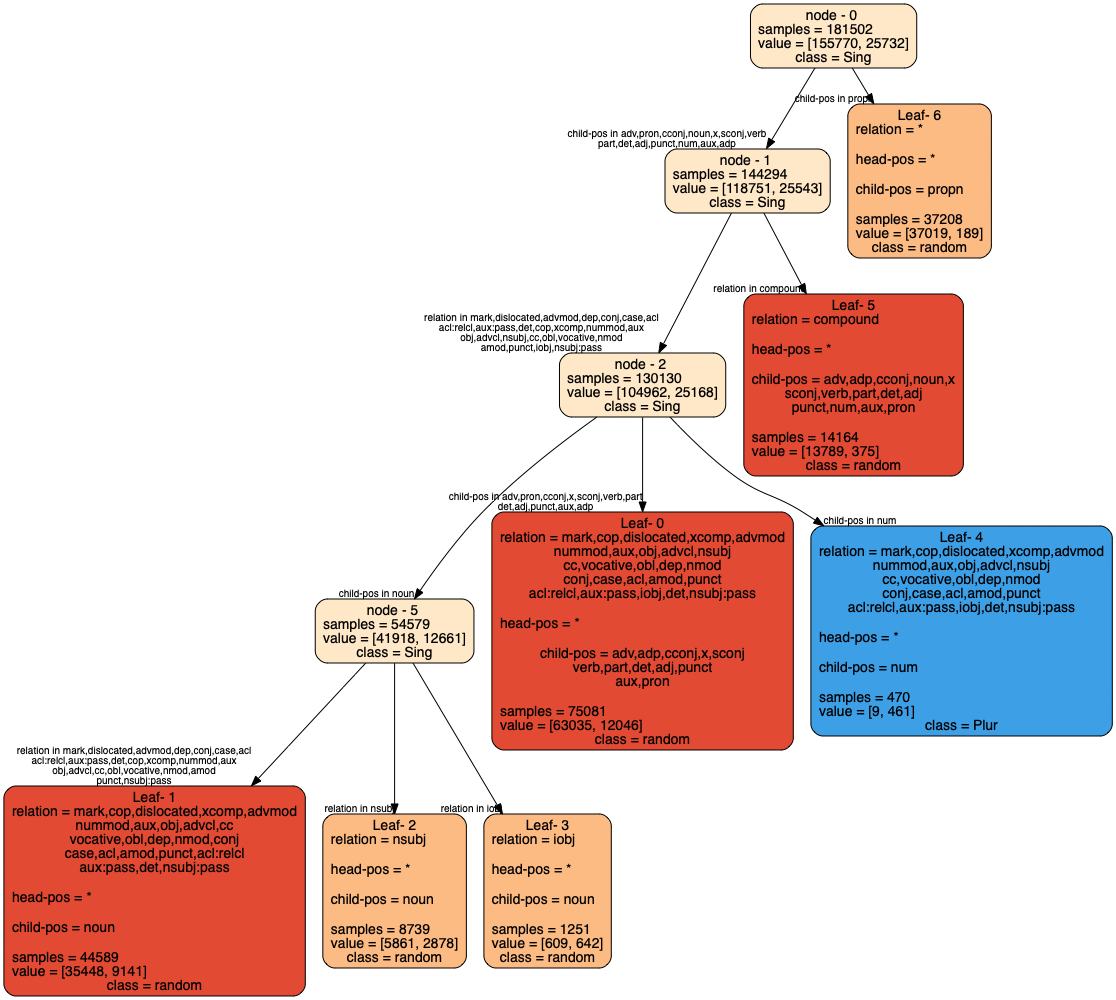 node - 0
samples = 181502
value = [155770, 25732]
class = Sing
child-pos in propn
Leaf- 6
relation = *
head-pos = *
child-pos = propn
samples = 37208
value = [37019, 189]
class = random
child-pos in adv,pron,cconj,noun,x,sconj,verb
part,det,adj,punct,num,aux,adp
node - 1
samples = 144294
value = [118751, 25543]
class = Sing
relation in compound
Leaf- 5
relation = compound
head-pos = *
child-pos = adv,adp,cconj,noun,x
sconj,verb,part,det,adj
punct,num,aux,pron
samples = 14164
value = [13789, 375]
class = random
relation in mark,dislocated,advmod,dep,conj,case,acl
acl:relcl,aux:pass,det,cop,xcomp,nummod,aux
obj,advcl,nsubj,cc,obl,vocative,nmod
amod,punct,iobj,nsubj:pass
node - 2
samples = 130130
value = [104962, 25168]
class = Sing
child-pos in adv,pron,cconj,x,sconj,verb,part
det,adj,punct,aux,adp
Leaf- 0
relation = mark,cop,dislocated,xcomp,advmod
nummod,aux,obj,advcl,nsubj
cc,vocative,obl,dep,nmod
conj,case,acl,amod,punct
acl:relcl,aux:pass,iobj,det,nsubj:pass
head-pos = *
child-pos = adv,adp,cconj,x,sconj
verb,part,det,adj,punct
aux,pron
samples = 75081
value = [63035, 12046]
class = random
child-pos in num
Leaf- 4
relation = mark,cop,dislocated,xcomp,advmod
nummod,aux,obj,advcl,nsubj
cc,vocative,obl,dep,nmod
conj,case,acl,amod,punct
acl:relcl,aux:pass,iobj,det,nsubj:pass
head-pos = *
child-pos = num
samples = 470
value = [9, 461]
class = Plur
child-pos in noun
node - 5
samples = 54579
value = [41918, 12661]
class = Sing
relation in mark,dislocated,advmod,dep,conj,case,acl
acl:relcl,aux:pass,det,cop,xcomp,nummod,aux
obj,advcl,cc,obl,vocative,nmod,amod
punct,nsubj:pass
Leaf- 1
relation = mark,cop,dislocated,xcomp,advmod
nummod,aux,obj,advcl,cc
vocative,obl,dep,nmod,conj
case,acl,amod,punct,acl:relcl
aux:pass,det,nsubj:pass
head-pos = *
child-pos = noun
samples = 44589
value = [35448, 9141]
class = random
relation in nsubj
Leaf- 2
relation = nsubj
head-pos = *
child-pos = noun
samples = 8739
value = [5861, 2878]
class = random
relation in iobj
Leaf- 3
relation = iobj
head-pos = *
child-pos = noun
samples = 1251
value = [609, 642]
class = random